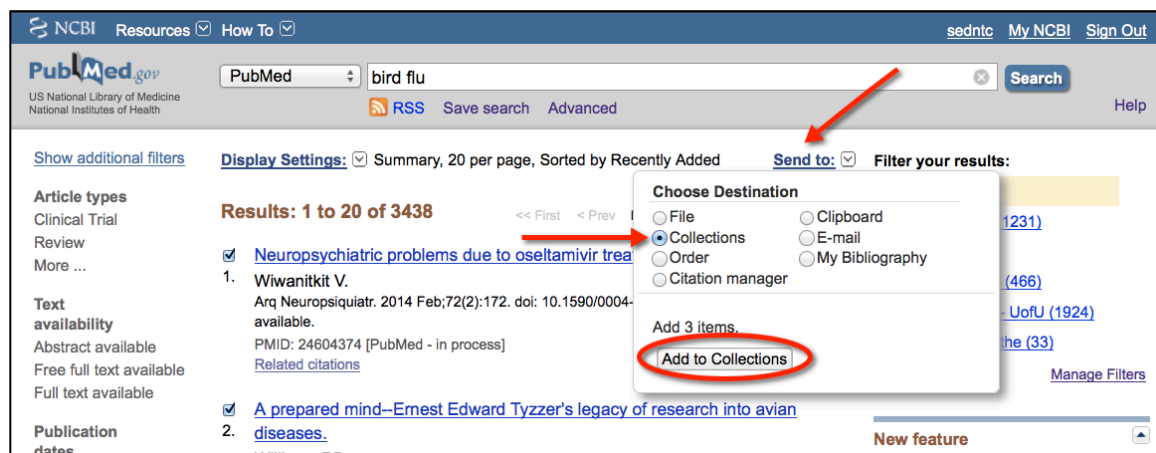 NCBI Resources How To sedntc My NCBI Sign Out
PubMed.gov
US National Library of Medicine
National Institutes of Health
PubMed bird flu Search
RSS Save search Advanced Help
Show additional filters
Article types
Clinical Trial
Review
More ...
Text
availability
Abstract available
Free full text available
Full text available
Publication
dates
Display Settings: Summary, 20 per page, Sorted by Recently Added Send to:
Results: 1 to 20 of 3438 << First < Prev
Neuropsychiatric problems due to oseltamivir
1. Wiwanitkit V.
Arq Neuropsiquiatr. 2014 Feb;72(2):172. doi: 10.1590/0004-
available.
PMID: 24604374 [PubMed - in process]
Related citations
A prepared mind--Ernest Edward Tyzzer's legacy of research into avian
2. diseases.
Choose Destination
File Clipboard
Collections E-mail
Order My Bibliography
Citation manager
Add 3 items.
Add to Collections
Filter your results:
1231)
(466)
- UofU (1924)
(33)
Manage Filters
New feature